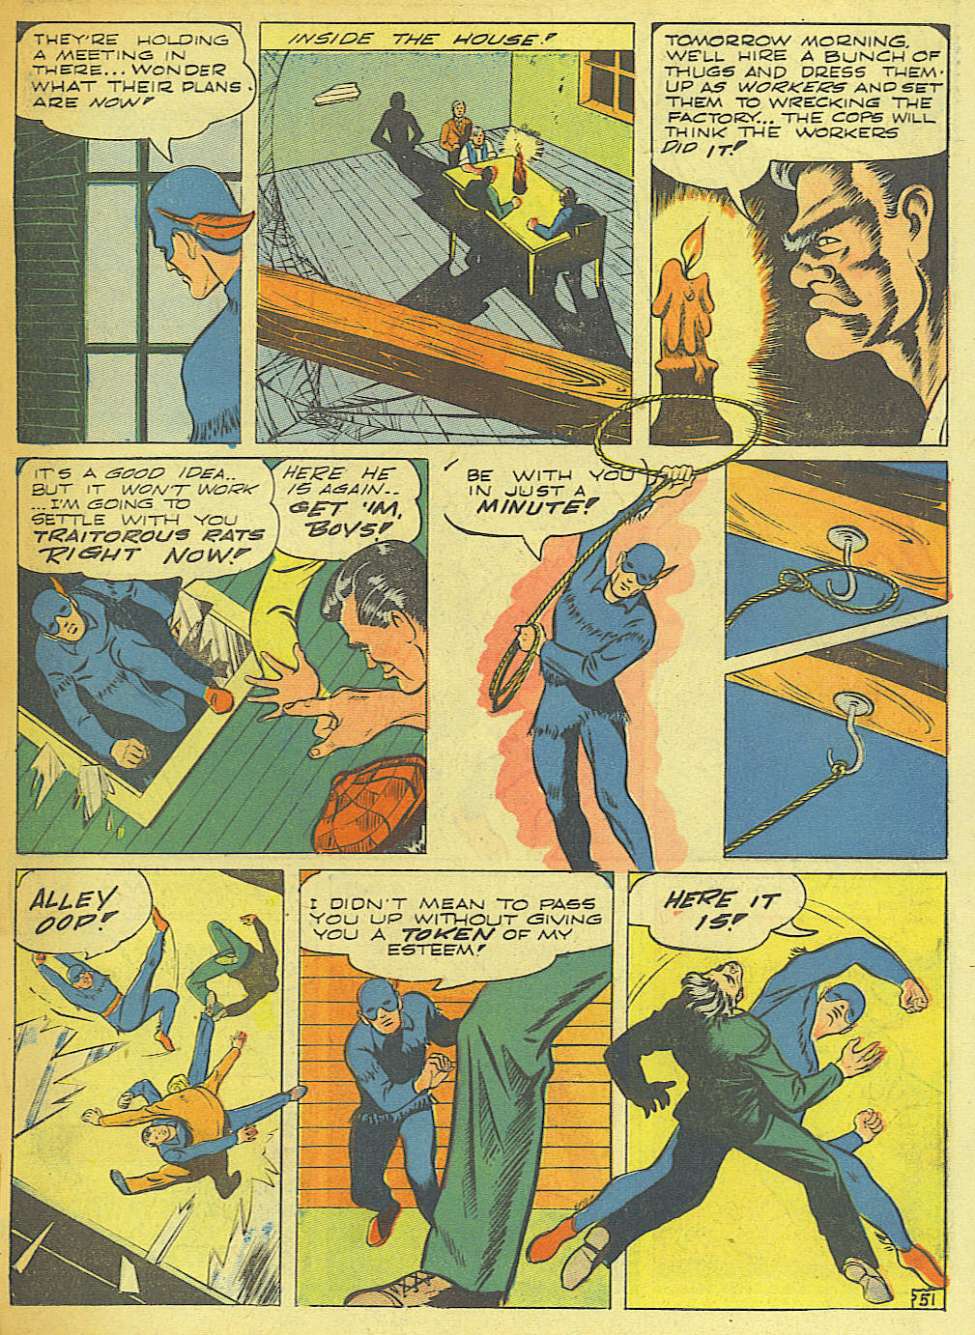 THEY'RE HOLDING
A MEETING IN
THERE... WONDER
WHAT THEIR PLANS
ARE NOW!
INSIDE THE HOUSE!
TOMORROW MORNING,
WE'LL HIRE A BUNCH OF
THUGS AND DRESS THEM
UP AS WORKERS AND SET
THEM TO WRECKING THE
FACTORY... THE COPS WILL
THINK THE WORKERS
DID IT!
IT'S A GOOD IDEA..
BUT IT WON'T WORK
...I'M GOING TO
SETTLE WITH YOU
TRAITOROUS RATS
RIGHT NOW!
HERE HE
IS AGAIN..
GET 'IM,
BOYS!
BE WITH YOU
IN JUST A
MINUTE!
ALLEY
OOP!
I DIDN'T MEAN TO PASS
YOU UP WITHOUT GIVING
YOU A TOKEN OF MY
ESTEEM!
HERE IT
IS!
51